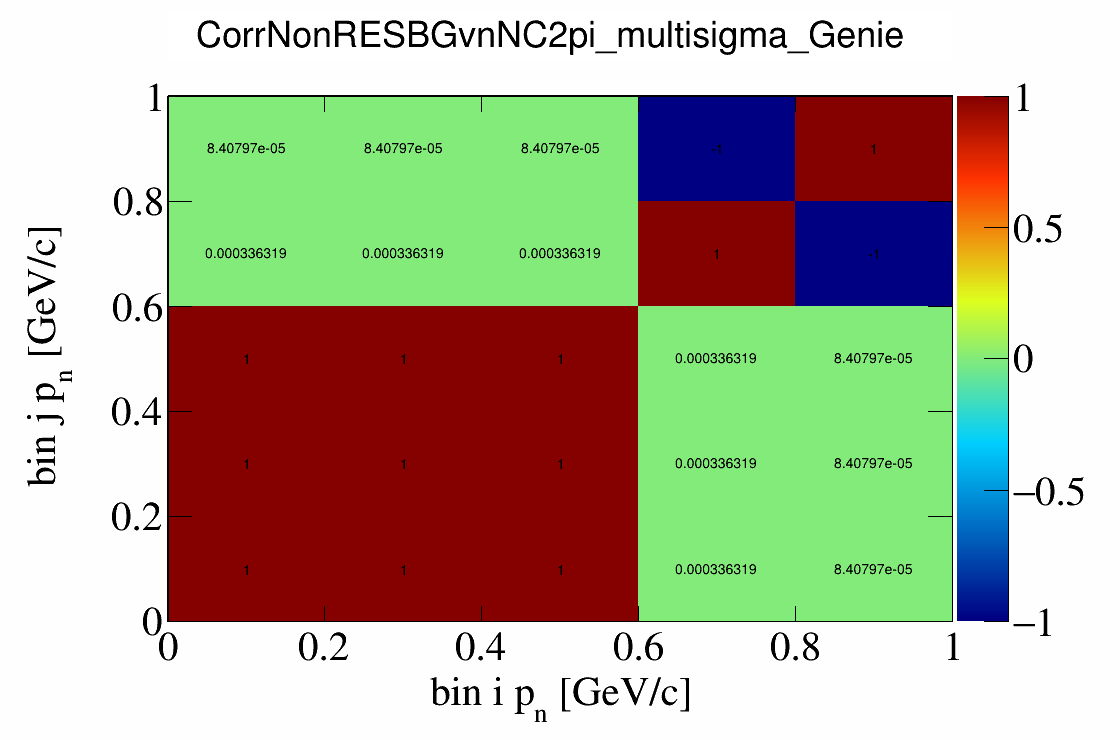 CorrNonRESBGvnNC2pi_multisigma_Genie
1
0.8
0.6
0.4
0.2
0
bin j p_n [GeV/c]
8.40797e-05 8.40797e-05 8.40797e-05 -1 1
0.000336319 0.000336319 0.000336319 1 -1
1 1 1 0.000336319 8.40797e-05
1 1 1 0.000336319 8.40797e-05
1 1 1 0.000336319 8.40797e-05
0 0.2 0.4 0.6 0.8 1
bin i p_n [GeV/c]
1
0.5
0
−0.5
−1